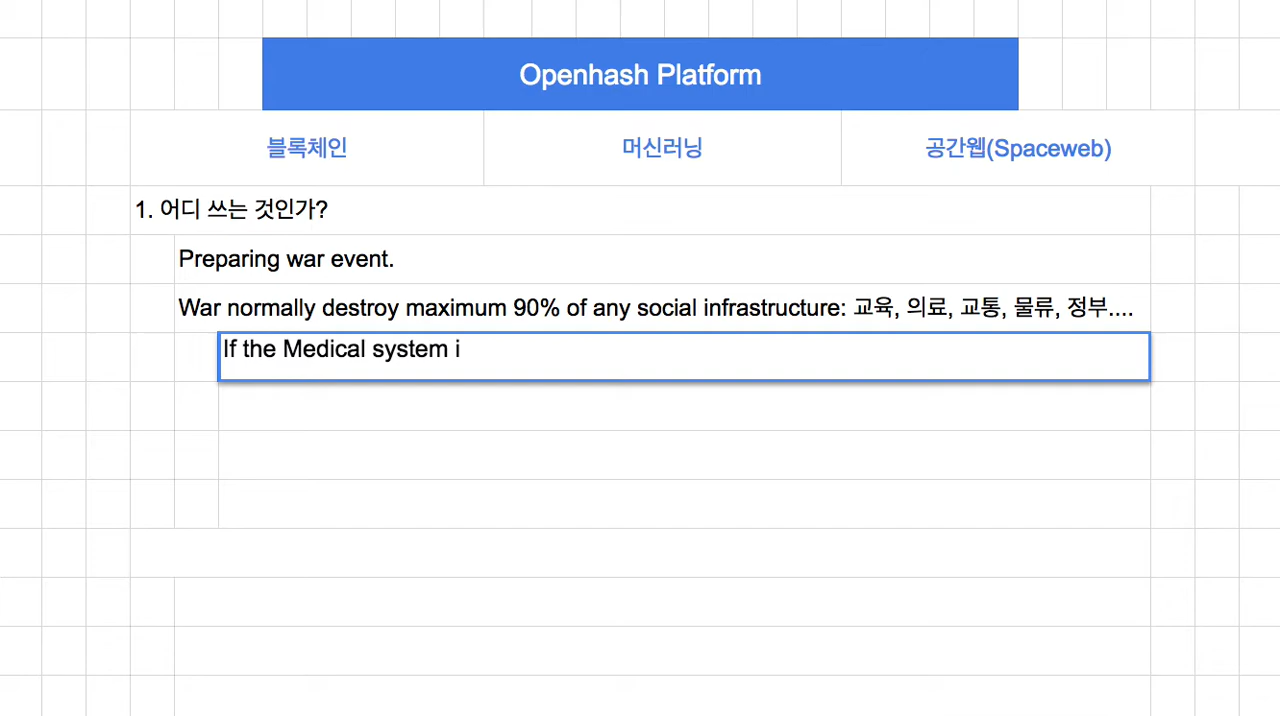 Openhash Platform
블록체인 머신러닝 공간웹(Spaceweb)
1. 어디 쓰는 것인가?
Preparing war event.
War normally destroy maximum 90% of any social infrastructure: 교육, 의료, 교통, 물류, 정부....
If the Medical system i